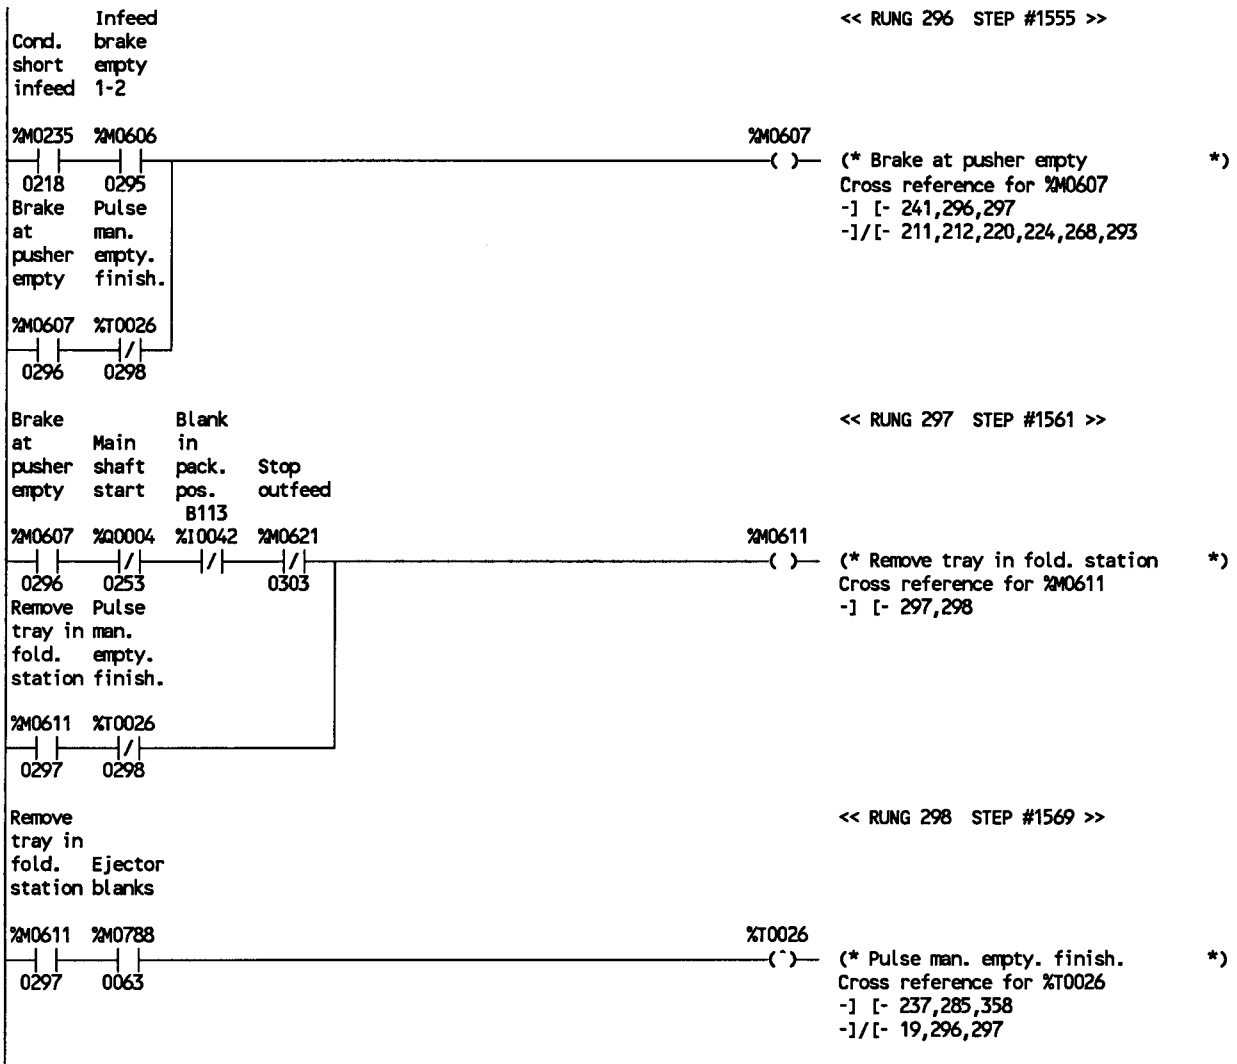 Infeed << RUNG 296 STEP #1555 >>
Cond. brake
short empty
infeed 1-2
%M0235 %M0606 %M0607
-| |- -| |- -( )- (* Brake at pusher empty *)
0218 0295 Cross reference for %M0607
Brake Pulse -] [- 241,296,297
at man. -]/[- 211,212,220,224,268,293
pusher empty.
empty finish.
%M0607 %T0026
-| |- -|/|-
0296 0298
Brake Blank << RUNG 297 STEP #1561 >>
at Main in
pusher shaft pack. Stop
empty start pos. outfeed
B113
%M0607 %Q0004 %I0042 %M0621 %M0611
-| |- -|/|- -|/|- -|/|- -( )- (* Remove tray in fold. station *)
0296 0253 0303 Cross reference for %M0611
Remove Pulse -] [- 297,298
tray in man.
fold. empty.
station finish.
%M0611 %T0026
-| |- -|/|-
0297 0298
Remove << RUNG 298 STEP #1569 >>
tray in
fold. Ejector
station blanks
%M0611 %M0788 %T0026
-| |- -| |- -(^)- (* Pulse man. empty. finish. *)
0297 0063 Cross reference for %T0026
-] [- 237,285,358
-]/[- 19,296,297